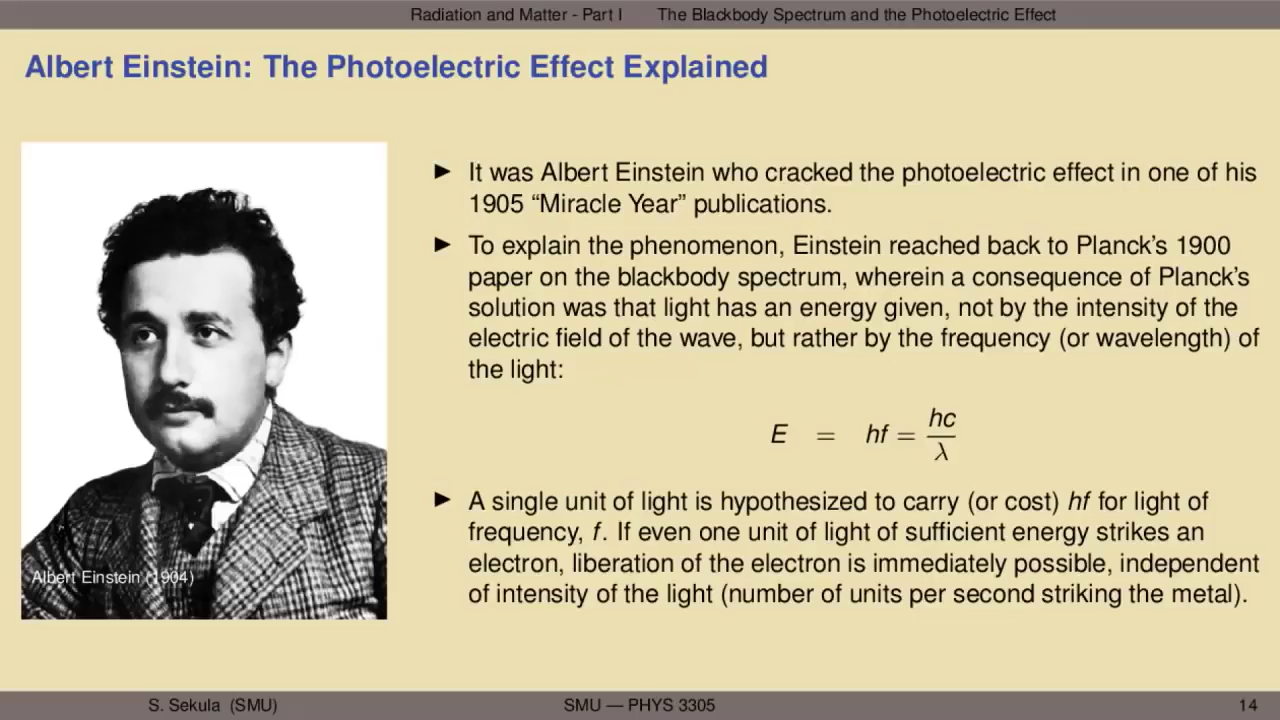 Radiation and Matter - Part I The Blackbody Spectrum and the Photoelectric Effect
Albert Einstein: The Photoelectric Effect Explained
▶ It was Albert Einstein who cracked the photoelectric effect in one of his
1905 “Miracle Year” publications.
▶ To explain the phenomenon, Einstein reached back to Planck’s 1900
paper on the blackbody spectrum, wherein a consequence of Planck’s
solution was that light has an energy given, not by the intensity of the
electric field of the wave, but rather by the frequency (or wavelength) of
the light:
E = hf = hc/λ
▶ A single unit of light is hypothesized to carry (or cost) hf for light of
frequency, f. If even one unit of light of sufficient energy strikes an
electron, liberation of the electron is immediately possible, independent
of intensity of the light (number of units per second striking the metal).
Albert Einstein (1904)
S. Sekula (SMU) SMU — PHYS 3305 14